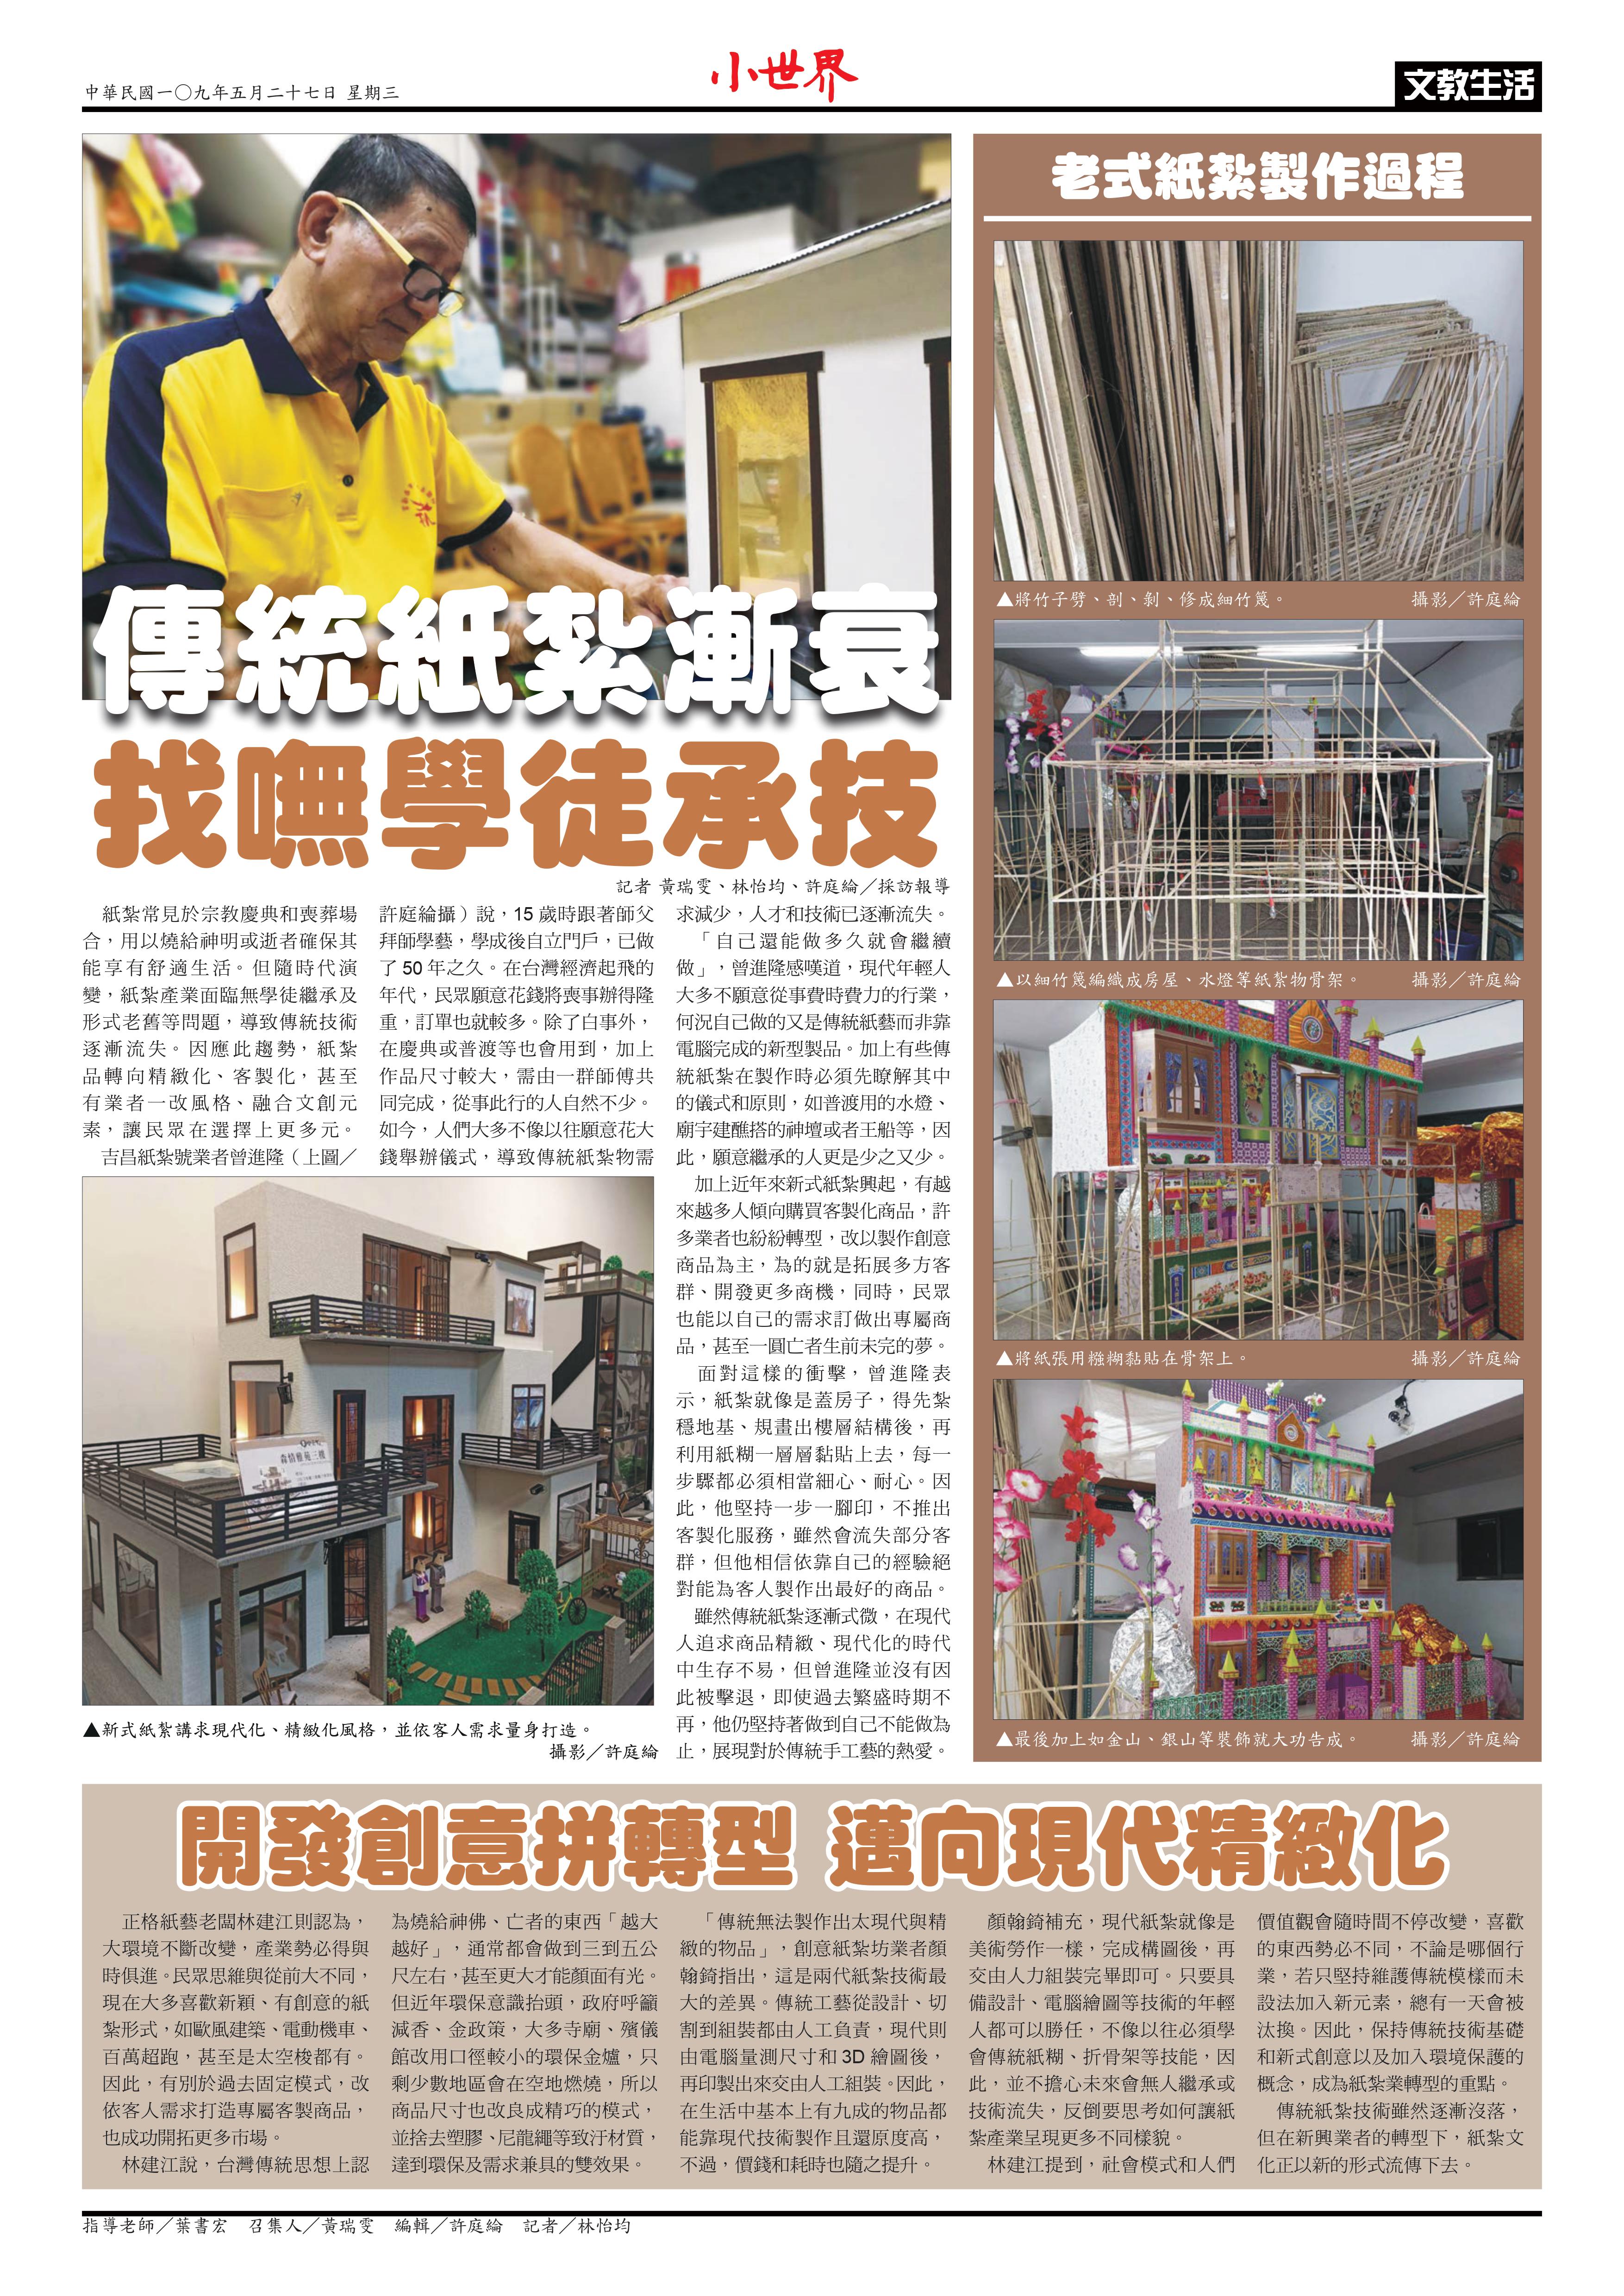 中華民國一〇九年五月二十七日 星期三
小世界
文教生活
傳統紙紮漸衰
找嘸學徒承技
記者 黃瑞雯、林怡均、許庭綸／採訪報導
紙紮常見於宗教慶典和喪葬場
合，用以燒給神明或逝者確保其
能享有舒適生活。但隨時代演
變，紙紮產業面臨無學徒繼承及
形式老舊等問題，導致傳統技術
逐漸流失。因應此趨勢，紙紮
品轉向精緻化、客製化，甚至
有業者一改風格、融合文創元
素，讓民眾在選擇上更多元。
吉昌紙紮號業者曾進隆（上圖／
許庭綸攝）說，15 歲時跟著師父
拜師學藝，學成後自立門戶，已做
了 50 年之久。在台灣經濟起飛的
年代，民眾願意花錢將喪事辦得隆
重，訂單也就較多。除了白事外，
在慶典或普渡等也會用到，加上
作品尺寸較大，需由一群師傅共
同完成，從事此行的人自然不少。
如今，人們大多不像以往願意花大
錢舉辦儀式，導致傳統紙紮物需
求減少，人才和技術已逐漸流失。
「自己還能做多久就會繼續
做」，曾進隆感嘆道，現代年輕人
大多不願意從事費時費力的行業，
何況自己做的又是傳統紙藝而非靠
電腦完成的新型製品。加上有些傳
統紙紮在製作時必須先瞭解其中
的儀式和原則，如普渡用的水燈、
廟宇建醮搭的神壇或者王船等，因
此，願意繼承的人更是少之又少。
加上近年來新式紙紮興起，有越
來越多人傾向購買客製化商品，許
多業者也紛紛轉型，改以製作創意
商品為主，為的就是拓展多方客
群、開發更多商機，同時，民眾
也能以自己的需求訂做出專屬商
品，甚至一圓亡者生前未完的夢。
面對這樣的衝擊，曾進隆表
示，紙紮就像是蓋房子，得先紮
穩地基、規畫出樓層結構後，再
利用紙糊一層層黏貼上去，每一
步驟都必須相當細心、耐心。因
此，他堅持一步一腳印，不推出
客製化服務，雖然會流失部分客
群，但他相信依靠自己的經驗絕
對能為客人製作出最好的商品。
雖然傳統紙紮逐漸式微，在現代
人追求商品精緻、現代化的時代
中生存不易，但曾進隆並沒有因
此被擊退，即使過去繁盛時期不
再，他仍堅持著做到自己不能做為
止，展現對於傳統手工藝的熱愛。
森情雅苑三樓
▲新式紙紮講求現代化、精緻化風格，並依客人需求量身打造。
攝影／許庭綸
老式紙紮製作過程
▲將竹子劈、剖、剝、修成細竹篾。 攝影／許庭綸
▲以細竹篾編織成房屋、水燈等紙紮物骨架。 攝影／許庭綸
▲將紙張用糨糊黏貼在骨架上。 攝影／許庭綸
▲最後加上如金山、銀山等裝飾就大功告成。 攝影／許庭綸
開發創意拼轉型 邁向現代精緻化
正格紙藝老闆林建江則認為，
大環境不斷改變，產業勢必得與
時俱進。民眾思維與從前大不同，
現在大多喜歡新穎、有創意的紙
紮形式，如歐風建築、電動機車、
百萬超跑，甚至是太空梭都有。
因此，有別於過去固定模式，改
依客人需求打造專屬客製商品，
也成功開拓更多市場。
林建江說，台灣傳統思想上認
為燒給神佛、亡者的東西「越大
越好」，通常都會做到三到五公
尺左右，甚至更大才能顏面有光。
但近年環保意識抬頭，政府呼籲
減香、金政策，大多寺廟、殯儀
館改用口徑較小的環保金爐，只
剩少數地區會在空地燃燒，所以
商品尺寸也改良成精巧的模式，
並捨去塑膠、尼龍繩等致汙材質，
達到環保及需求兼具的雙效果。
「傳統無法製作出太現代與精
緻的物品」，創意紙紮坊業者顏
翰錡指出，這是兩代紙紮技術最
大的差異。傳統工藝從設計、切
割到組裝都由人工負責，現代則
由電腦量測尺寸和 3D 繪圖後，
再印製出來交由人工組裝。因此，
在生活中基本上有九成的物品都
能靠現代技術製作且還原度高，
不過，價錢和耗時也隨之提升。
顏翰錡補充，現代紙紮就像是
美術勞作一樣，完成構圖後，再
交由人力組裝完畢即可。只要具
備設計、電腦繪圖等技術的年輕
人都可以勝任，不像以往必須學
會傳統紙糊、折骨架等技能，因
此，並不擔心未來會無人繼承或
技術流失，反倒要思考如何讓紙
紮產業呈現更多不同樣貌。
林建江提到，社會模式和人們
價值觀會隨時間不停改變，喜歡
的東西勢必不同，不論是哪個行
業，若只堅持維護傳統模樣而未
設法加入新元素，總有一天會被
汰換。因此，保持傳統技術基礎
和新式創意以及加入環境保護的
概念，成為紙紮業轉型的重點。
傳統紙紮技術雖然逐漸沒落，
但在新興業者的轉型下，紙紮文
化正以新的形式流傳下去。
指導老師／葉書宏 召集人／黃瑞雯 編輯／許庭綸 記者／林怡均